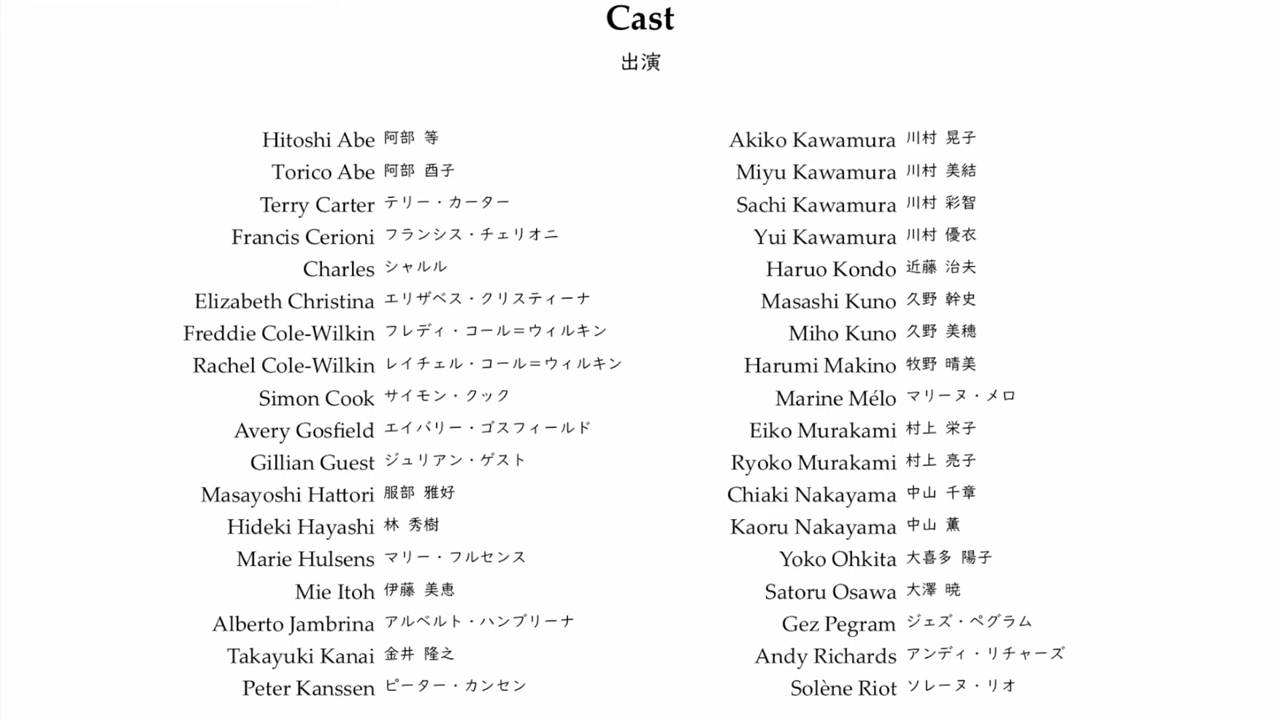 Cast
出演
Hitoshi Abe 阿部 等
Torico Abe 阿部 酉子
Terry Carter テリー・カーター
Francis Cerioni フランシス・チェリオニ
Charles シャルル
Elizabeth Christina エリザベス・クリスティーナ
Freddie Cole-Wilkin フレディ・コール＝ウィルキン
Rachel Cole-Wilkin レイチェル・コール＝ウィルキン
Simon Cook サイモン・クック
Avery Gosfield エイバリー・ゴスフィールド
Gillian Guest ジュリアン・ゲスト
Masayoshi Hattori 服部 雅好
Hideki Hayashi 林 秀樹
Marie Hulsens マリー・フルセンス
Mie Itoh 伊藤 美恵
Alberto Jambrina アルベルト・ハンブリーナ
Takayuki Kanai 金井 隆之
Peter Kanssen ピーター・カンセン
Akiko Kawamura 川村 晃子
Miyu Kawamura 川村 美結
Sachi Kawamura 川村 彩智
Yui Kawamura 川村 優衣
Haruo Kondo 近藤 治夫
Masashi Kuno 久野 幹史
Miho Kuno 久野 美穂
Harumi Makino 牧野 晴美
Marine Mélo マリーヌ・メロ
Eiko Murakami 村上 栄子
Ryoko Murakami 村上 亮子
Chiaki Nakayama 中山 千章
Kaoru Nakayama 中山 薫
Yoko Ohkita 大喜多 陽子
Satoru Osawa 大澤 暁
Gez Pegram ジェズ・ペグラム
Andy Richards アンディ・リチャーズ
Solène Riot ソレーヌ・リオ